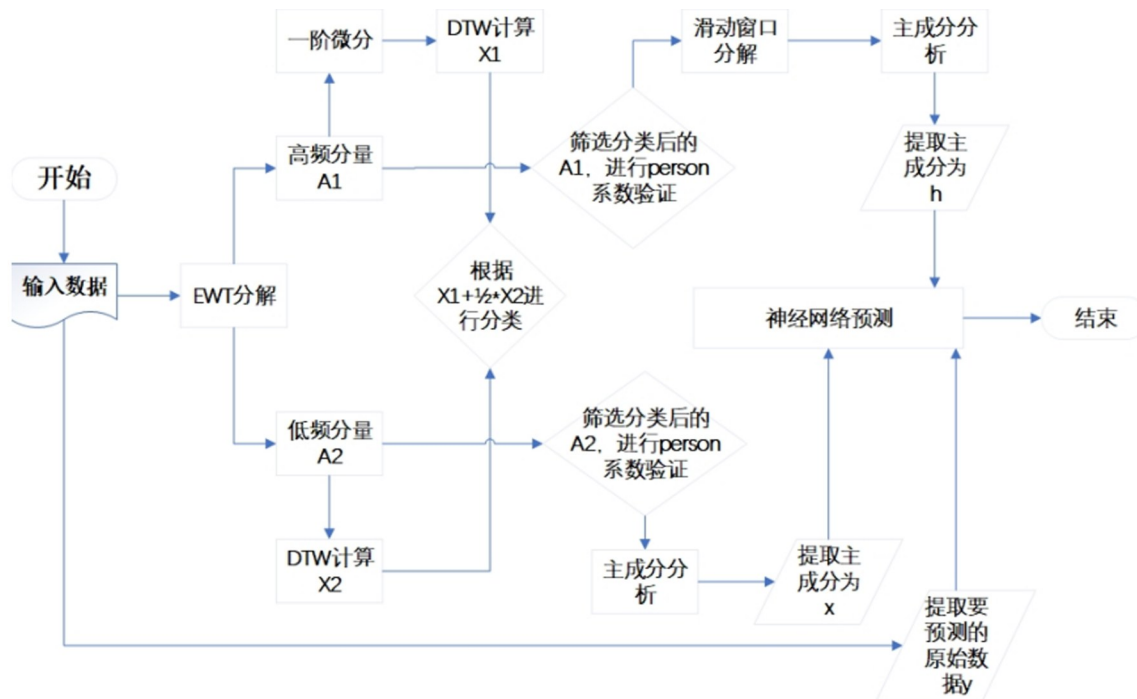 一阶微分
DTW计算
X1
滑动窗口
分解
主成分分
析
筛选分类后的
A1，进行person
系数验证
提取主
成分为
h
高频分量
A1
开始
输入数据
EWT分解
根据
X1+½*X2进
行分类
神经网络预测
结束
低频分量
A2
筛选分类后的
A2，进行person
系数验证
DTW计算
X2
主成分分
析
提取主
成分为
x
提取要
预测的
原始数
据y